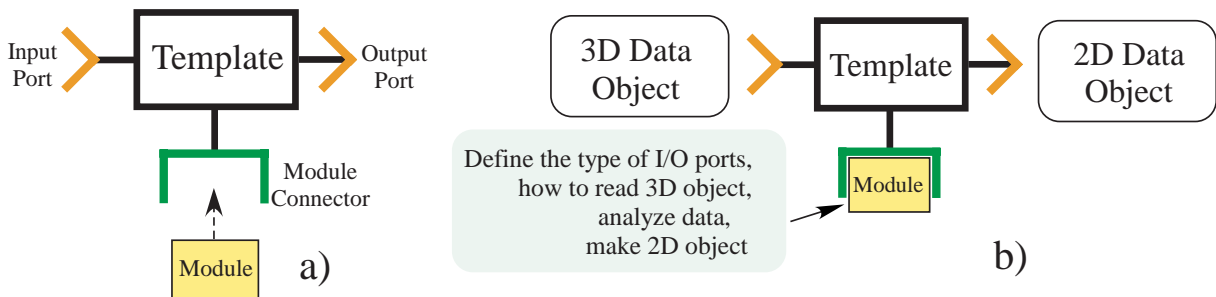 Input
Port
Template
Output
Port
Module
Connector
Module
a)
3D Data
Object
Template
2D Data
Object
Define the type of I/O ports,
how to read 3D object,
analyze data,
make 2D object
Module
b)